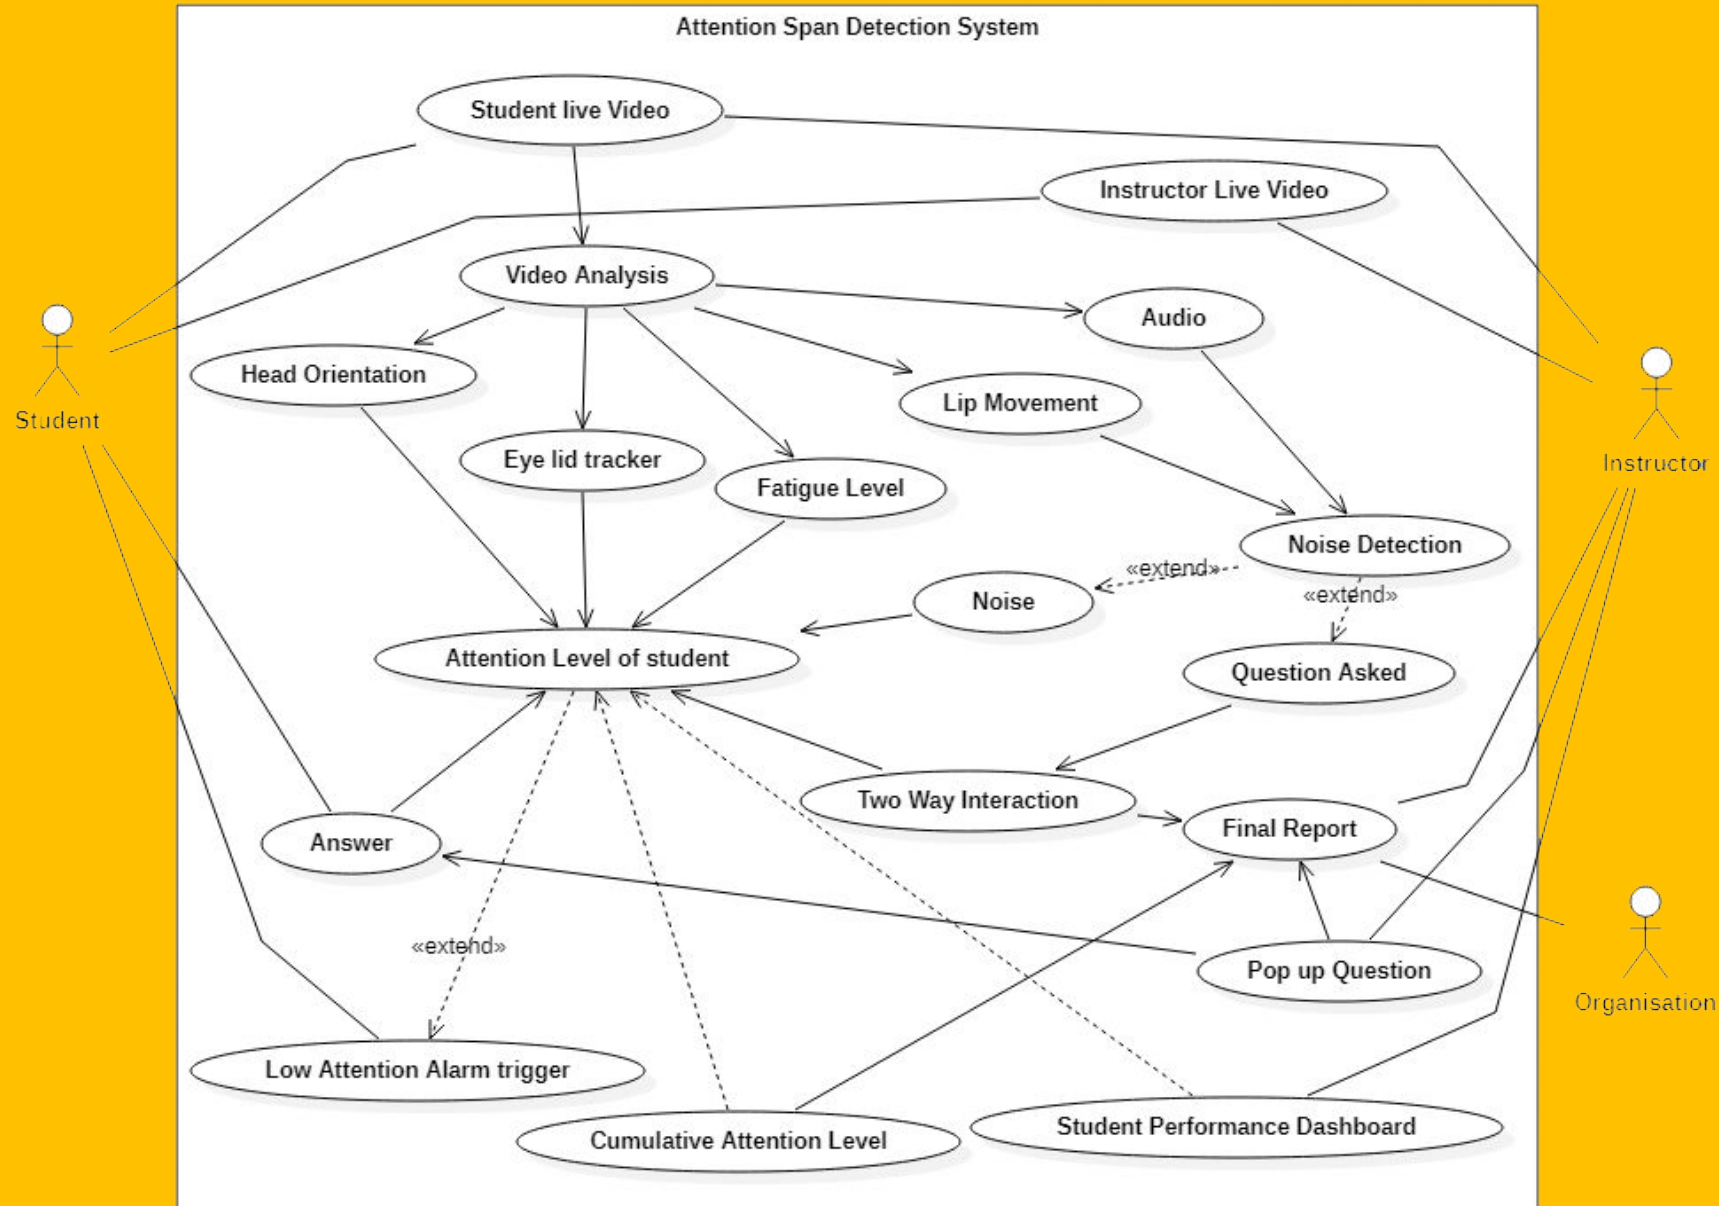 Attention Span Detection System
Student live Video
Instructor Live Video
Video Analysis
Audio
Head Orientation
Lip Movement
Student
Eye lid tracker
Instructor
Fatigue Level
Noise Detection
«extend»
«extend»
Noise
Attention Level of student
Question Asked
Two Way Interaction
Final Report
Answer
«extend»
Pop up Question
Organisation
Low Attention Alarm trigger
Student Performance Dashboard
Cumulative Attention Level